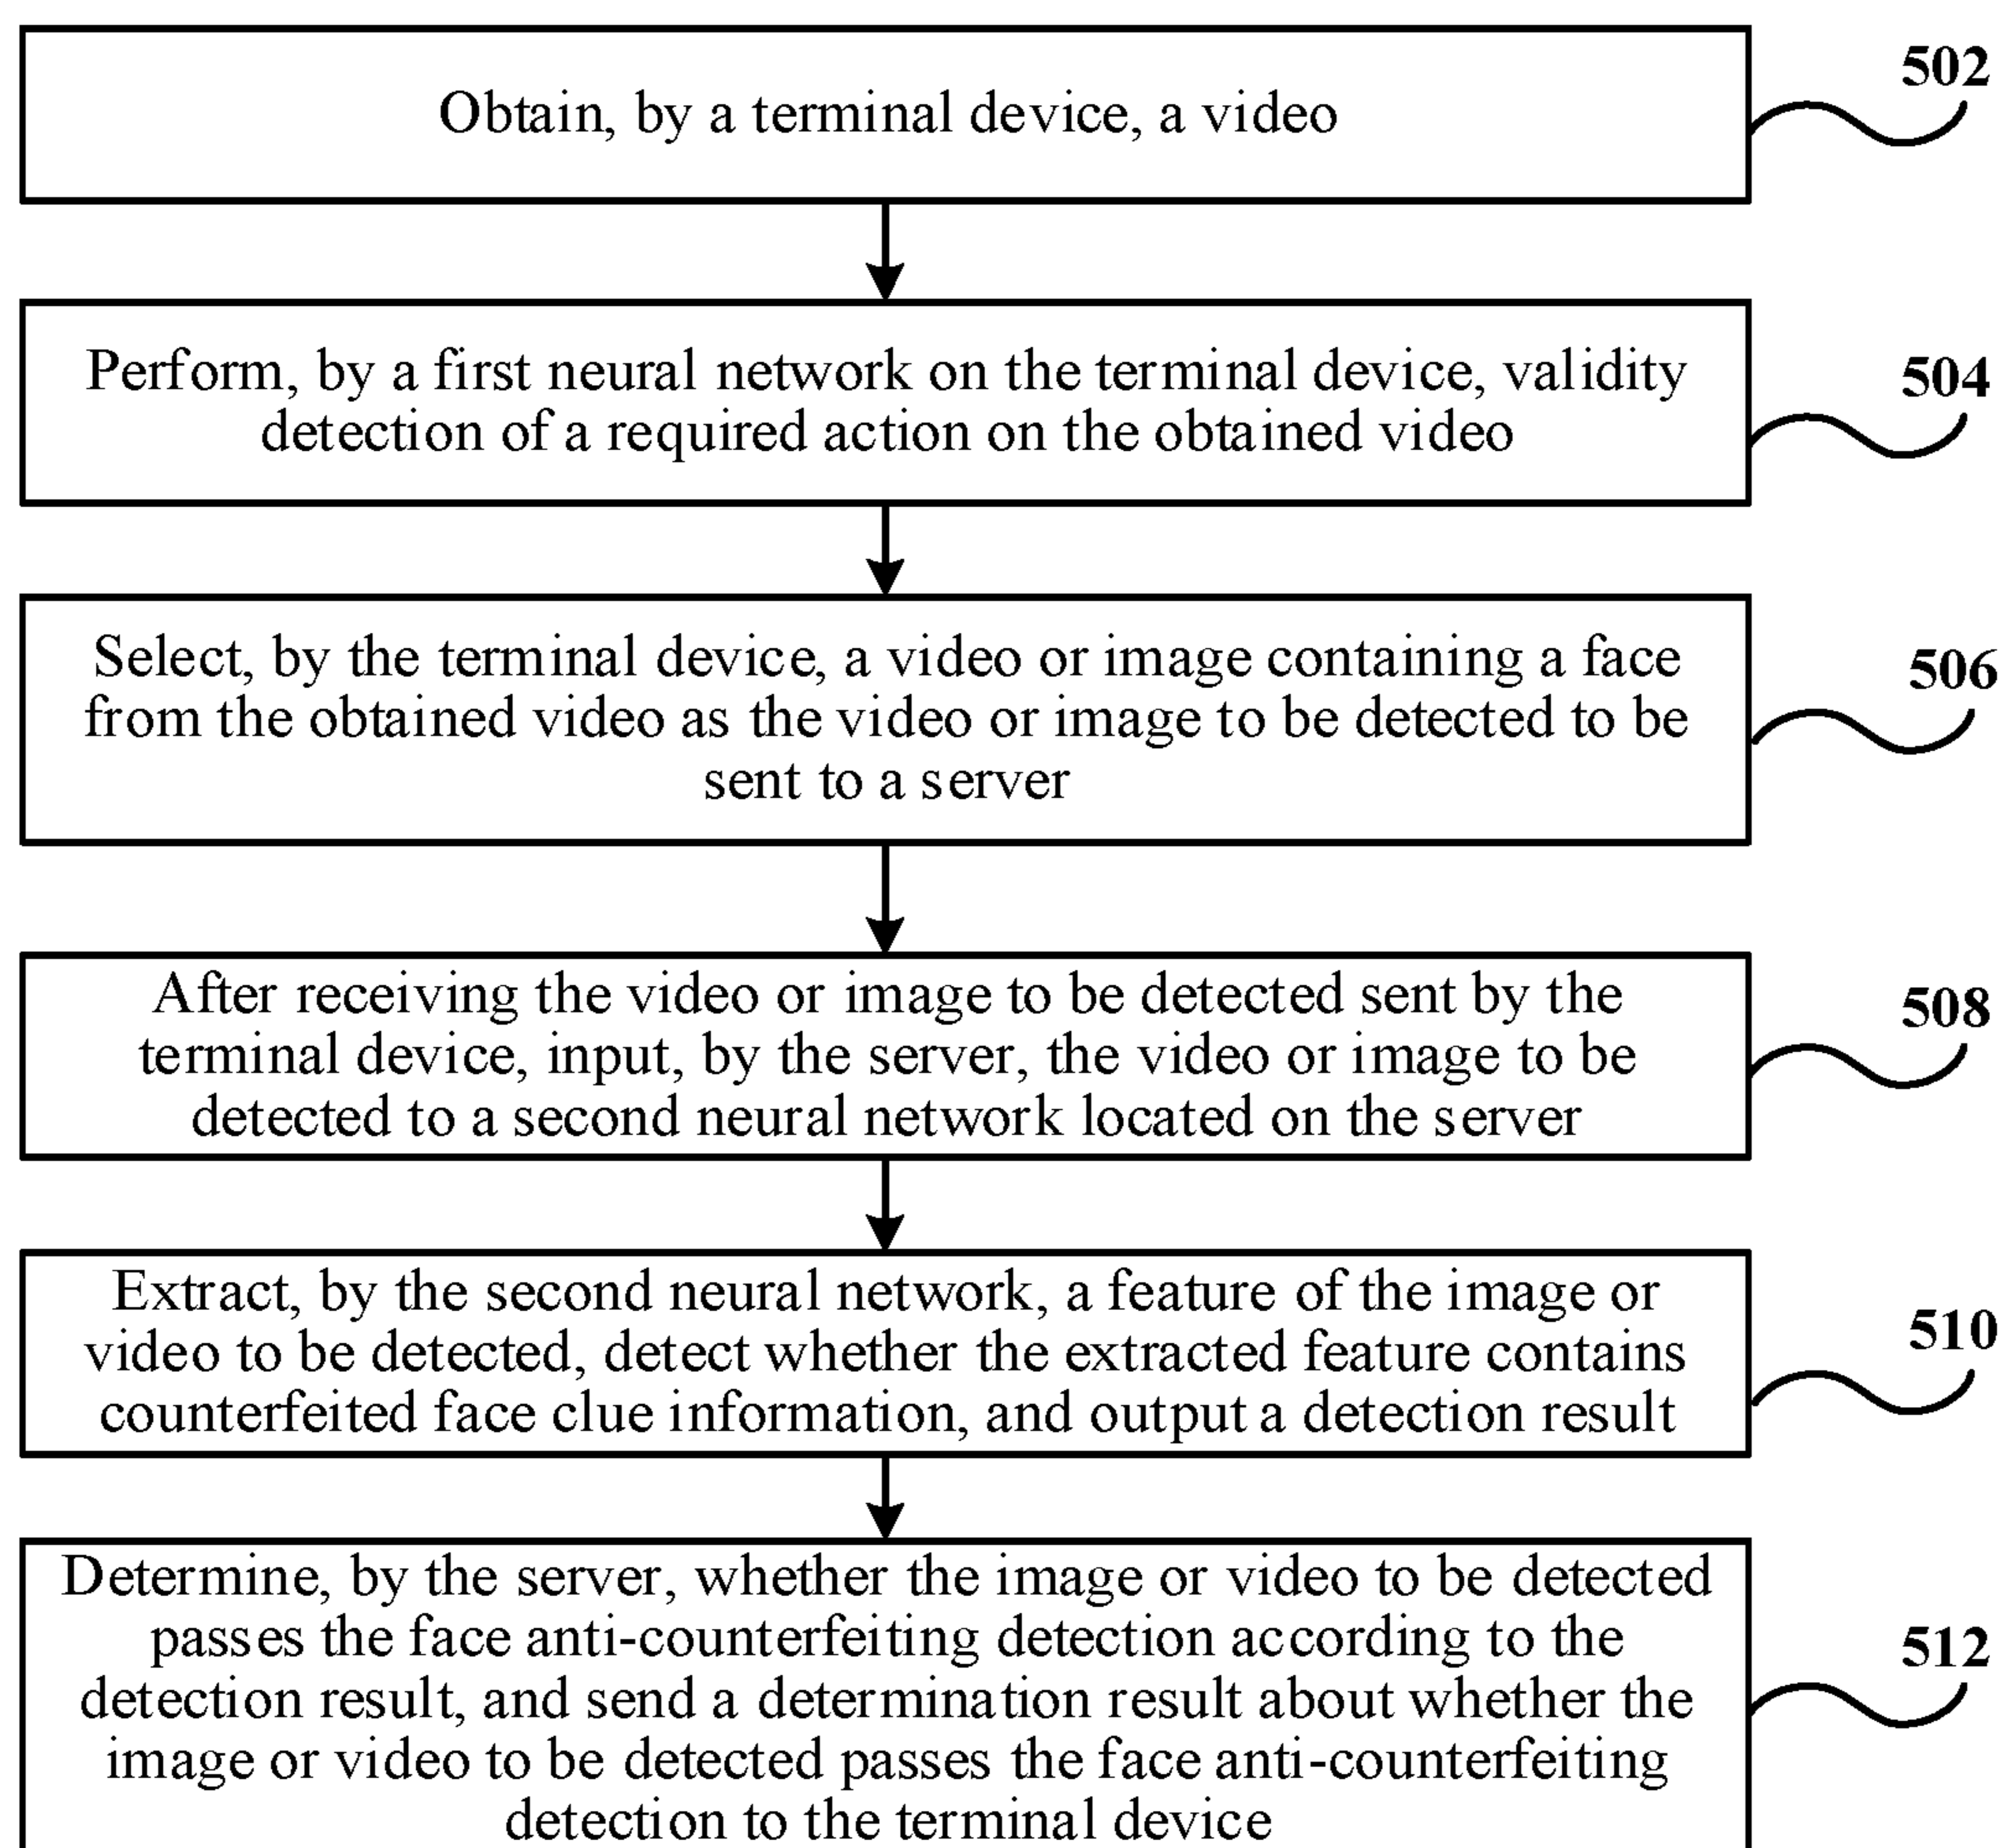 Obtain, by a terminal device, a video
502
Perform, by a first neural network on the terminal device, validity
detection of a required action on the obtained video
504
Select, by the terminal device, a video or image containing a face
from the obtained video as the video or image to be detected to be
sent to a server
506
After receiving the video or image to be detected sent by the
terminal device, input, by the server, the video or image to be
detected to a second neural network located on the server
508
Extract, by the second neural network, a feature of the image or
video to be detected, detect whether the extracted feature contains
counterfeited face clue information, and output a detection result
510
Determine, by the server, whether the image or video to be detected
passes the face anti-counterfeiting detection according to the
detection result, and send a determination result about whether the
image or video to be detected passes the face anti-counterfeiting
detection to the terminal device
512